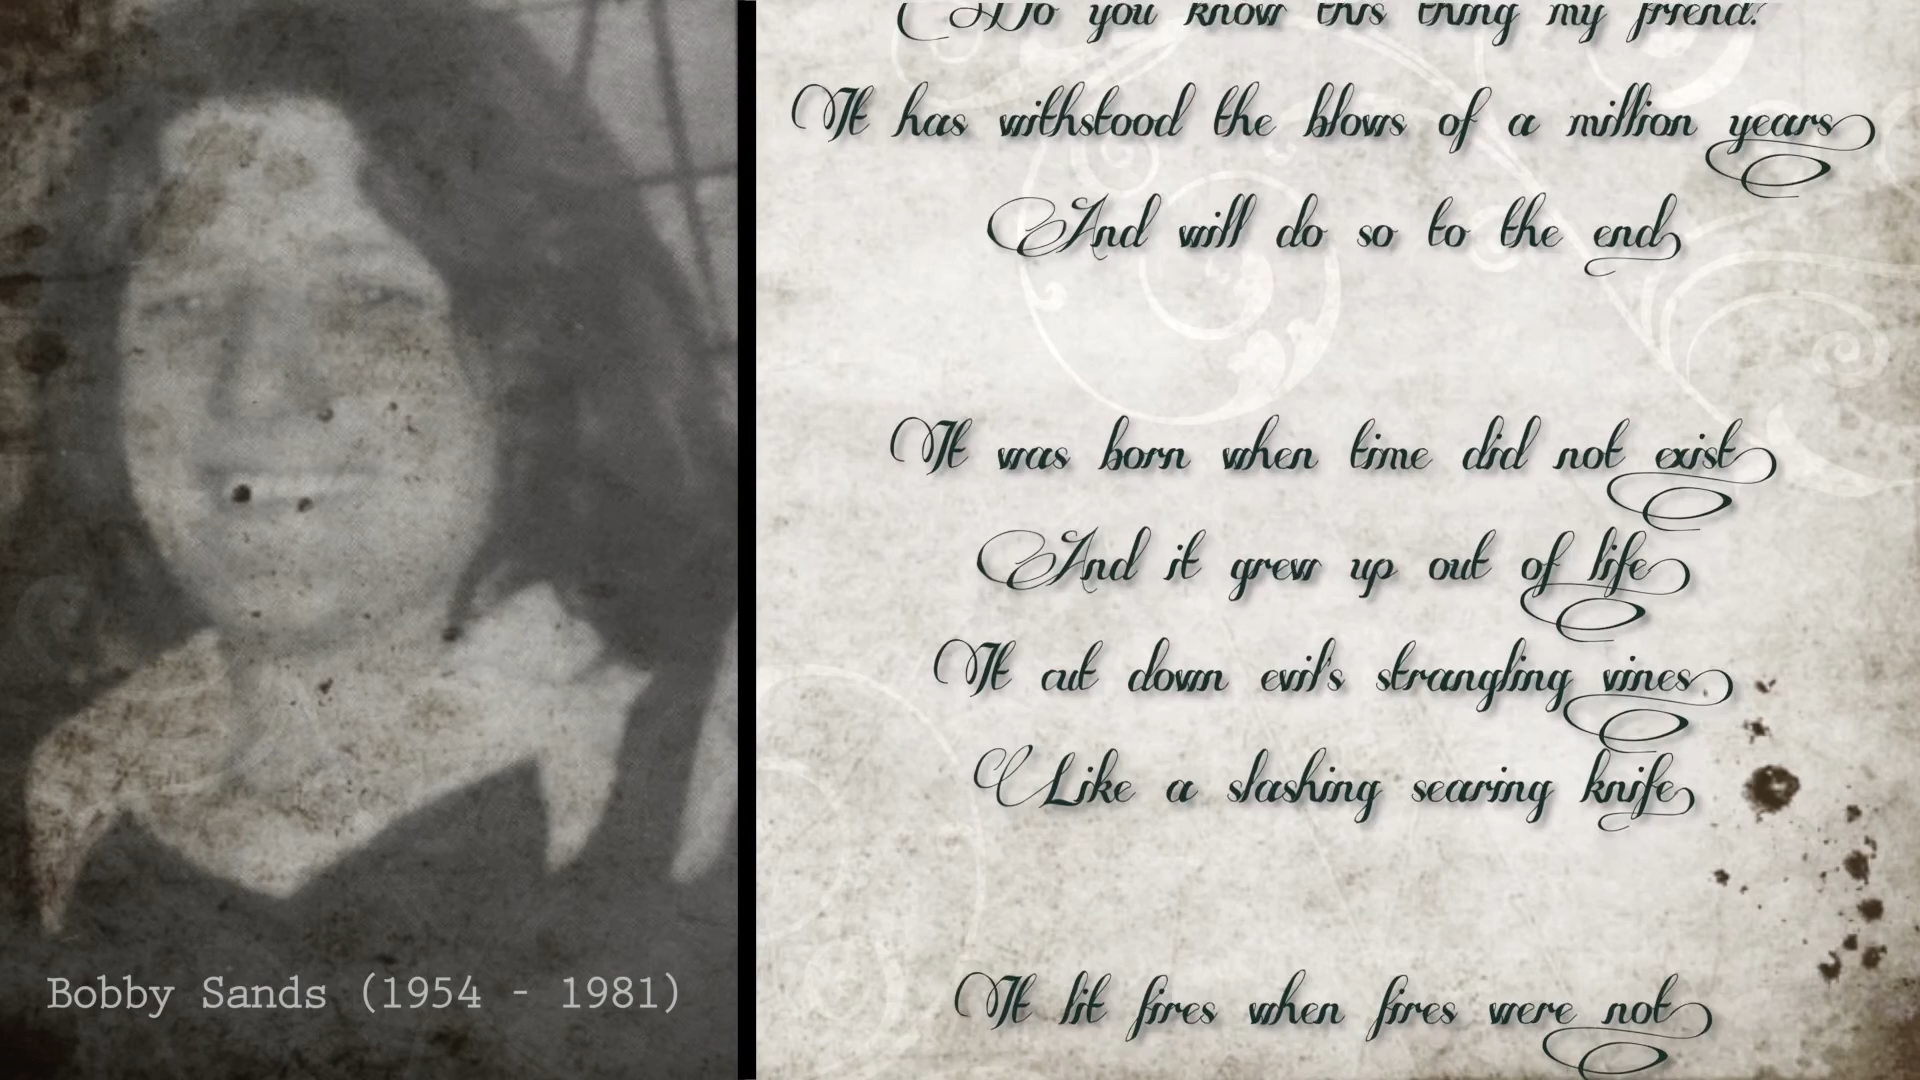 Do you know this thing my friend?
It has withstood the blows of a million years
And will do so to the end
It was born when time did not exist
And it grew up out of life
It cut down evil's strangling vines
Like a slashing searing knife
It lit fires when fires were not
Bobby Sands (1954 - 1981)